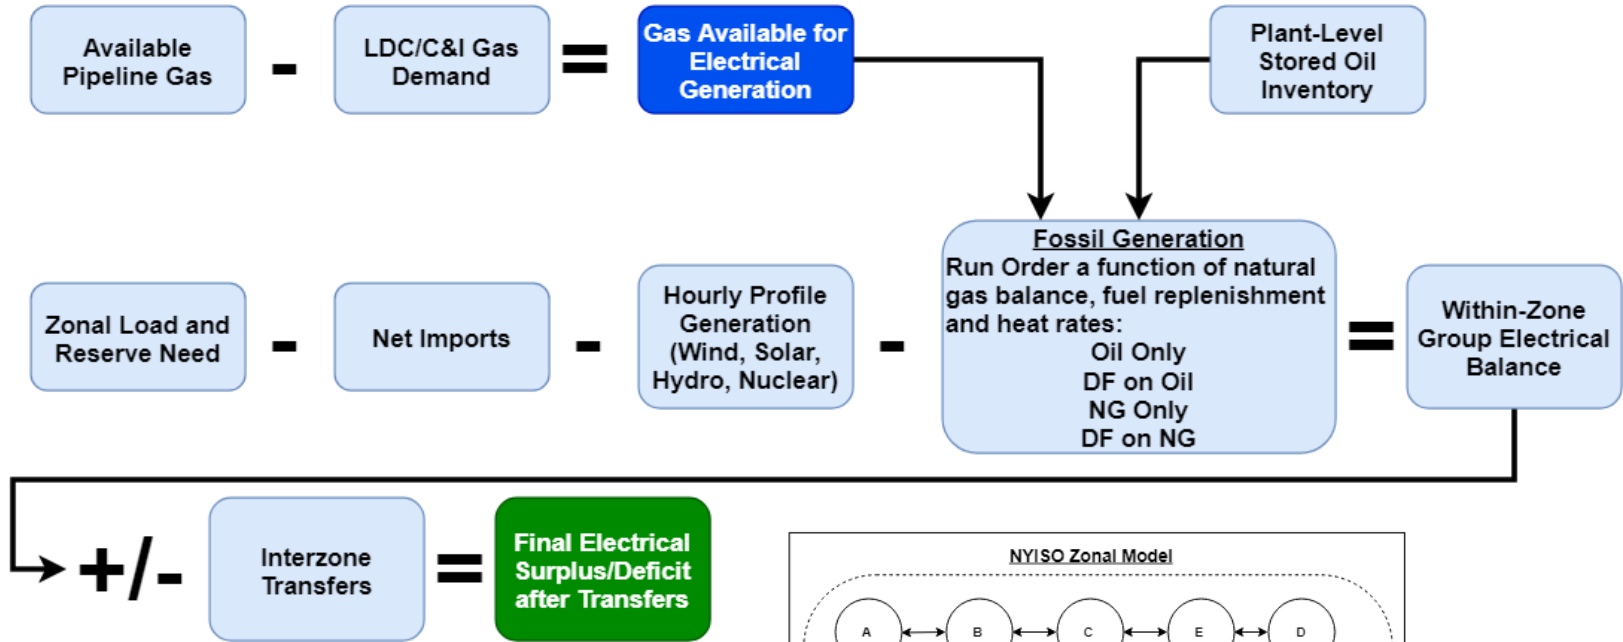 Available
Pipeline Gas
-
LDC/C&I Gas
Demand
=
Gas Available for
Electrical
Generation
Plant-Level
Stored Oil
Inventory
Zonal Load and
Reserve Need
-
Net Imports
-
Hourly Profile
Generation
(Wind, Solar,
Hydro, Nuclear)
-
Fossil Generation
Run Order a function of natural
gas balance, fuel replenishment
and heat rates:
Oil Only
DF on Oil
NG Only
DF on NG
=
Within-Zone
Group Electrical
Balance
+/-
Interzone
Transfers
=
Final Electrical
Surplus/Deficit
after Transfers
NYISO Zonal Model
A
B
C
E
D